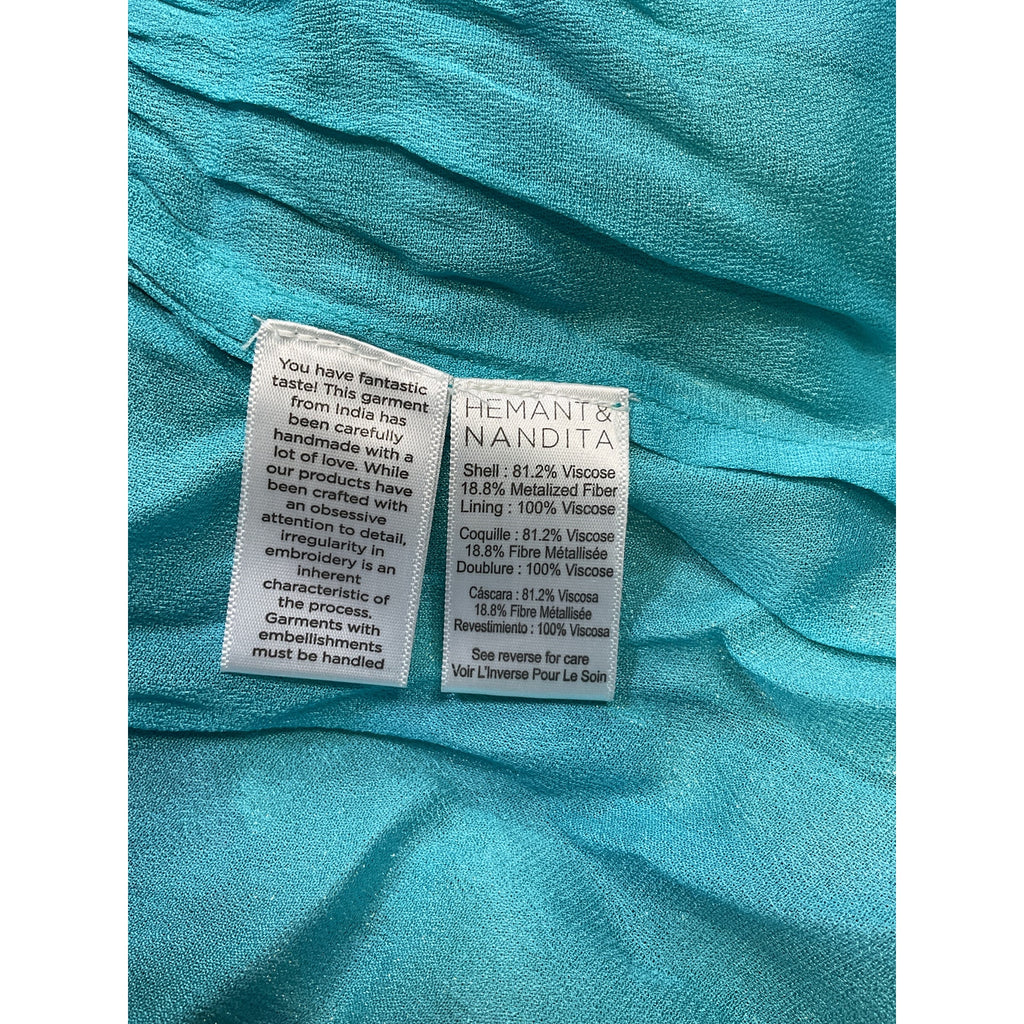 You have fantastic
taste! This garment
from India has
been carefully
handmade with a
lot of love. While
our products have
been crafted with
an obsessive
attention to detail,
irregularity in
embroidery is an
inherent
characteristic of
the process.
Garments with
embellishments
must be handled
HEMANT &
NANDITA
Shell : 81.2% Viscose
18.8% Metalized Fiber
Lining : 100% Viscose
Coquille : 81.2% Viscose
18.8% Fibre Métallisée
Doublure : 100% Viscose
Cáscara : 81.2% Viscosa
18.8% Fibre Métallisée
Revestimiento : 100% Viscosa
See reverse for care
Voir L'Inverse Pour Le Soin